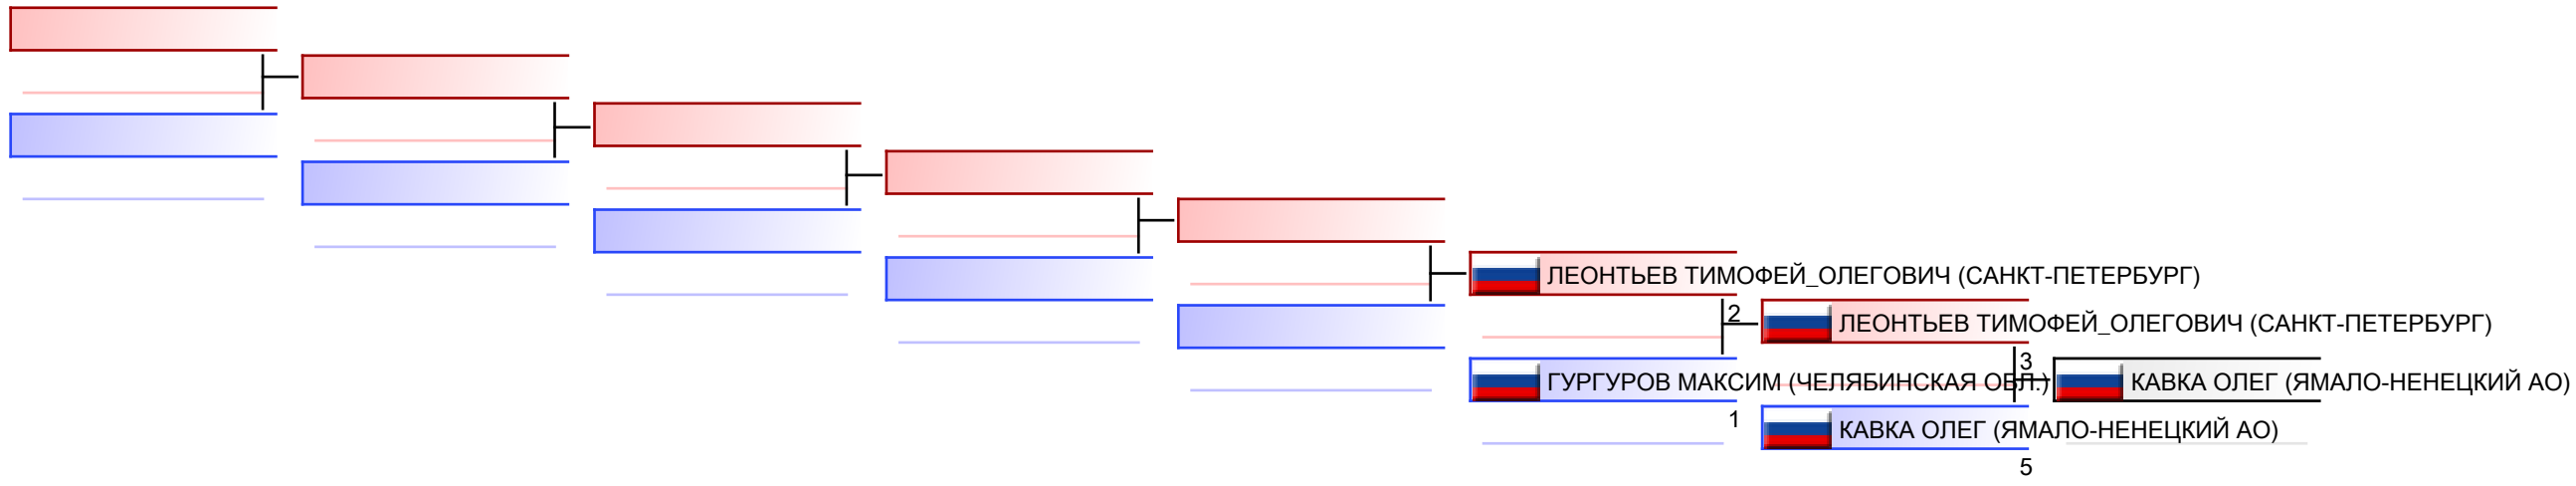 ЛЕОНТЬЕВ ТИМОФЕЙ_ОЛЕГОВИЧ (САНКТ-ПЕТЕРБУРГ)
2
ЛЕОНТЬЕВ ТИМОФЕЙ_ОЛЕГОВИЧ (САНКТ-ПЕТЕРБУРГ)
3
ГУРГУРОВ МАКСИМ (ЧЕЛЯБИНСКАЯ ОБЛ.)
КАВКА ОЛЕГ (ЯМАЛО-НЕНЕЦКИЙ АО)
1
КАВКА ОЛЕГ (ЯМАЛО-НЕНЕЦКИЙ АО)
5